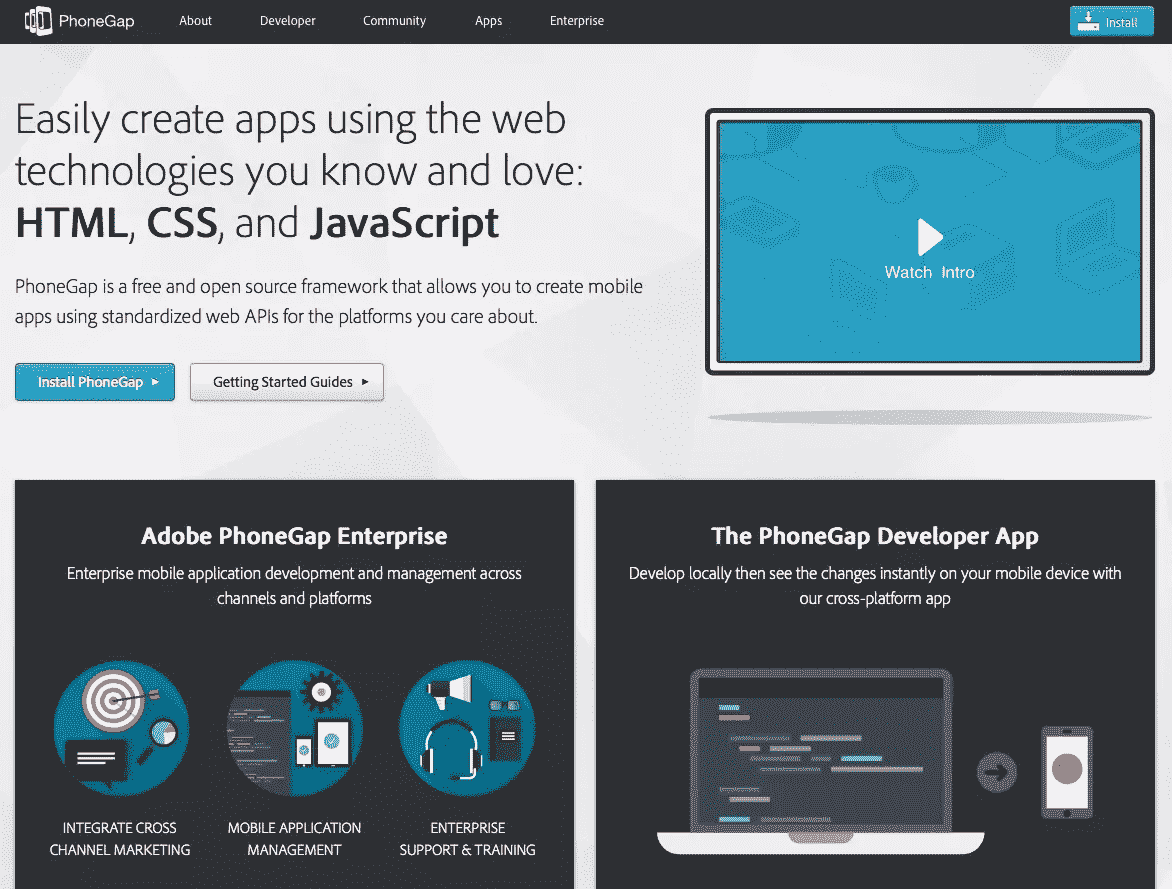 PhoneGap
About
Developer
Community
Apps
Enterprise
Install
Easily create apps using the web
technologies you know and love:
HTML, CSS, and JavaScript
PhoneGap is a free and open source framework that allows you to create mobile
apps using standardized web APIs for the platforms you care about.
Install PhoneGap
Getting Started Guides
Watch Intro
Adobe PhoneGap Enterprise
Enterprise mobile application development and management across
channels and platforms
INTEGRATE CROSS
CHANNEL MARKETING
MOBILE APPLICATION
MANAGEMENT
ENTERPRISE
SUPPORT & TRAINING
The PhoneGap Developer App
Develop locally then see the changes instantly on your mobile device with
our cross-platform app